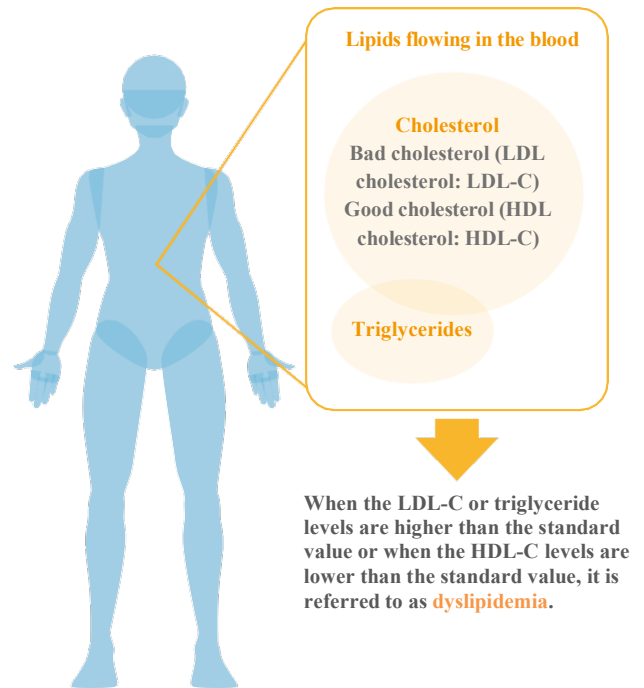 Lipids flowing in the blood
Cholesterol
Bad cholesterol (LDL
cholesterol: LDL-C)
Good cholesterol (HDL
cholesterol: HDL-C)
Triglycerides
When the LDL-C or triglyceride
levels are higher than the standard
value or when the HDL-C levels are
lower than the standard value, it is
referred to as dyslipidemia.